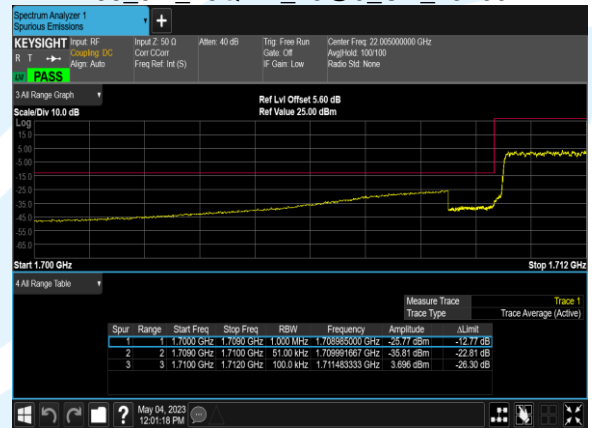 Spectrum Analyzer 1
Spurious Emissions
+
KEYSIGHT Input: RF
Coupling: DC
Align: Auto
R T
LV PASS
Input Z: 50 Ω
Corr CCorr
Freq Ref: Int (S)
Atten: 40 dB
Trig: Free Run
Gate: Off
IF Gain: Low
Center Freq: 22.005000000 GHz
Avg|Hold: 100/100
Radio Std: None
3 All Range Graph
Scale/Div 10.0 dB
Ref Lvl Offset 5.60 dB
Ref Value 25.00 dBm
Log
15.0
5.00
-5.00
-15.0
-25.0
-35.0
-45.0
-55.0
-65.0
Start 1.700 GHz
Stop 1.712 GHz
4 All Range Table
Measure Trace Trace 1
Trace Type Trace Average (Active)
Spur Range Start Freq Stop Freq RBW Frequency Amplitude ΔLimit
1 1 1.7000 GHz 1.7090 GHz 1.000 MHz 1.708985000 GHz -25.77 dBm -12.77 dB
2 2 1.7090 GHz 1.7100 GHz 51.00 kHz 1.709991667 GHz -35.81 dBm -22.81 dB
3 3 1.7100 GHz 1.7120 GHz 100.0 kHz 1.711483333 GHz 3.696 dBm -26.30 dB
?
May 04, 2023
12:01:18 PM